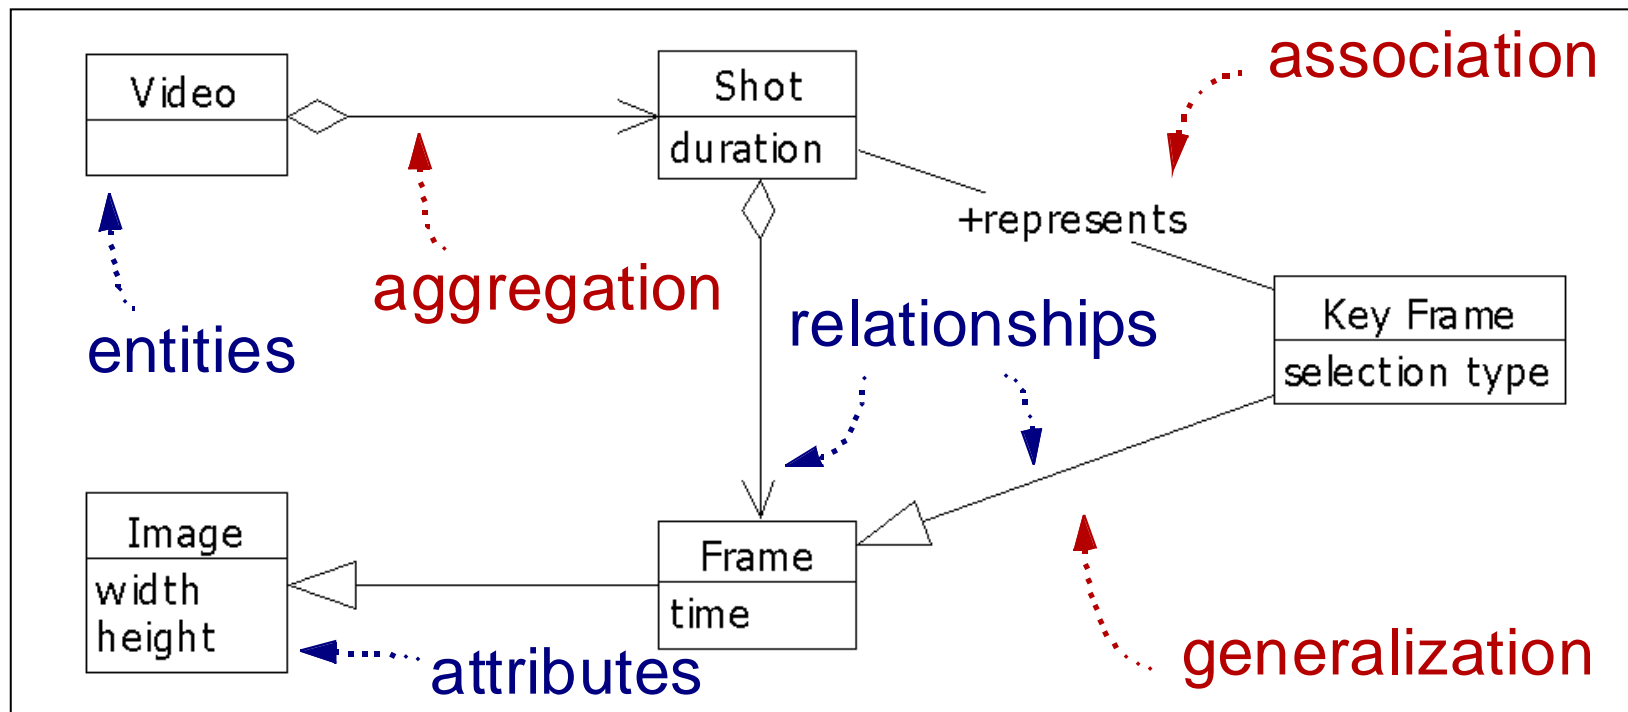 association
Video
Shot
duration
+represents
aggregation
relationships
entities
Key Frame
selection type
Image
width
height
Frame
time
generalization
attributes